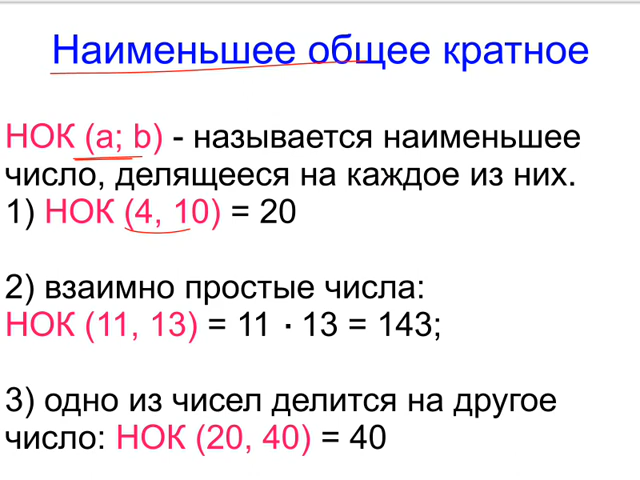 Наименьшее общее кратное
НОК (a; b) - называется наименьшее
число, делящееся на каждое из них.
1) НОК (4, 10) = 20
2) взаимно простые числа:
НОК (11, 13) = 11 · 13 = 143;
3) одно из чисел делится на другое
число: НОК (20, 40) = 40